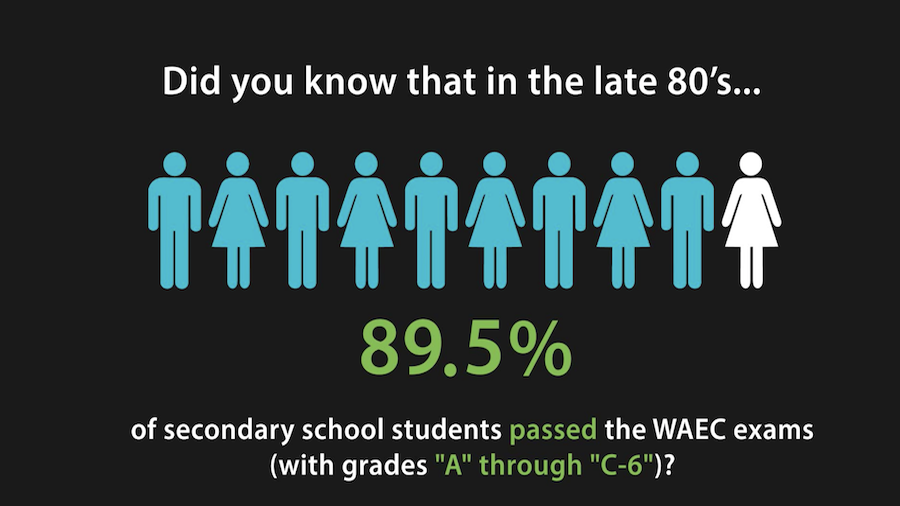 Did you know that in the late 80’s...
89.5%
of secondary school students passed the WAEC exams
(with grades "A" through "C-6")?